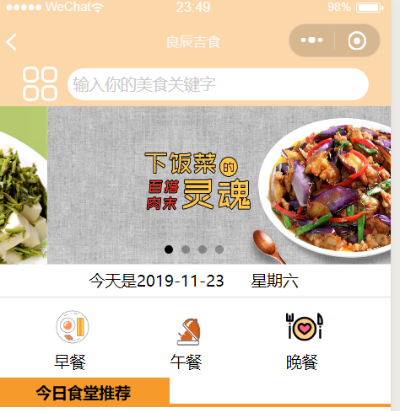 WeChat 23:49 98%
良辰吉食
输入你的美食关键字
下饭菜的
百搭
肉末
灵魂
今天是2019-11-23 星期六
早餐 午餐 晚餐
今日食堂推荐